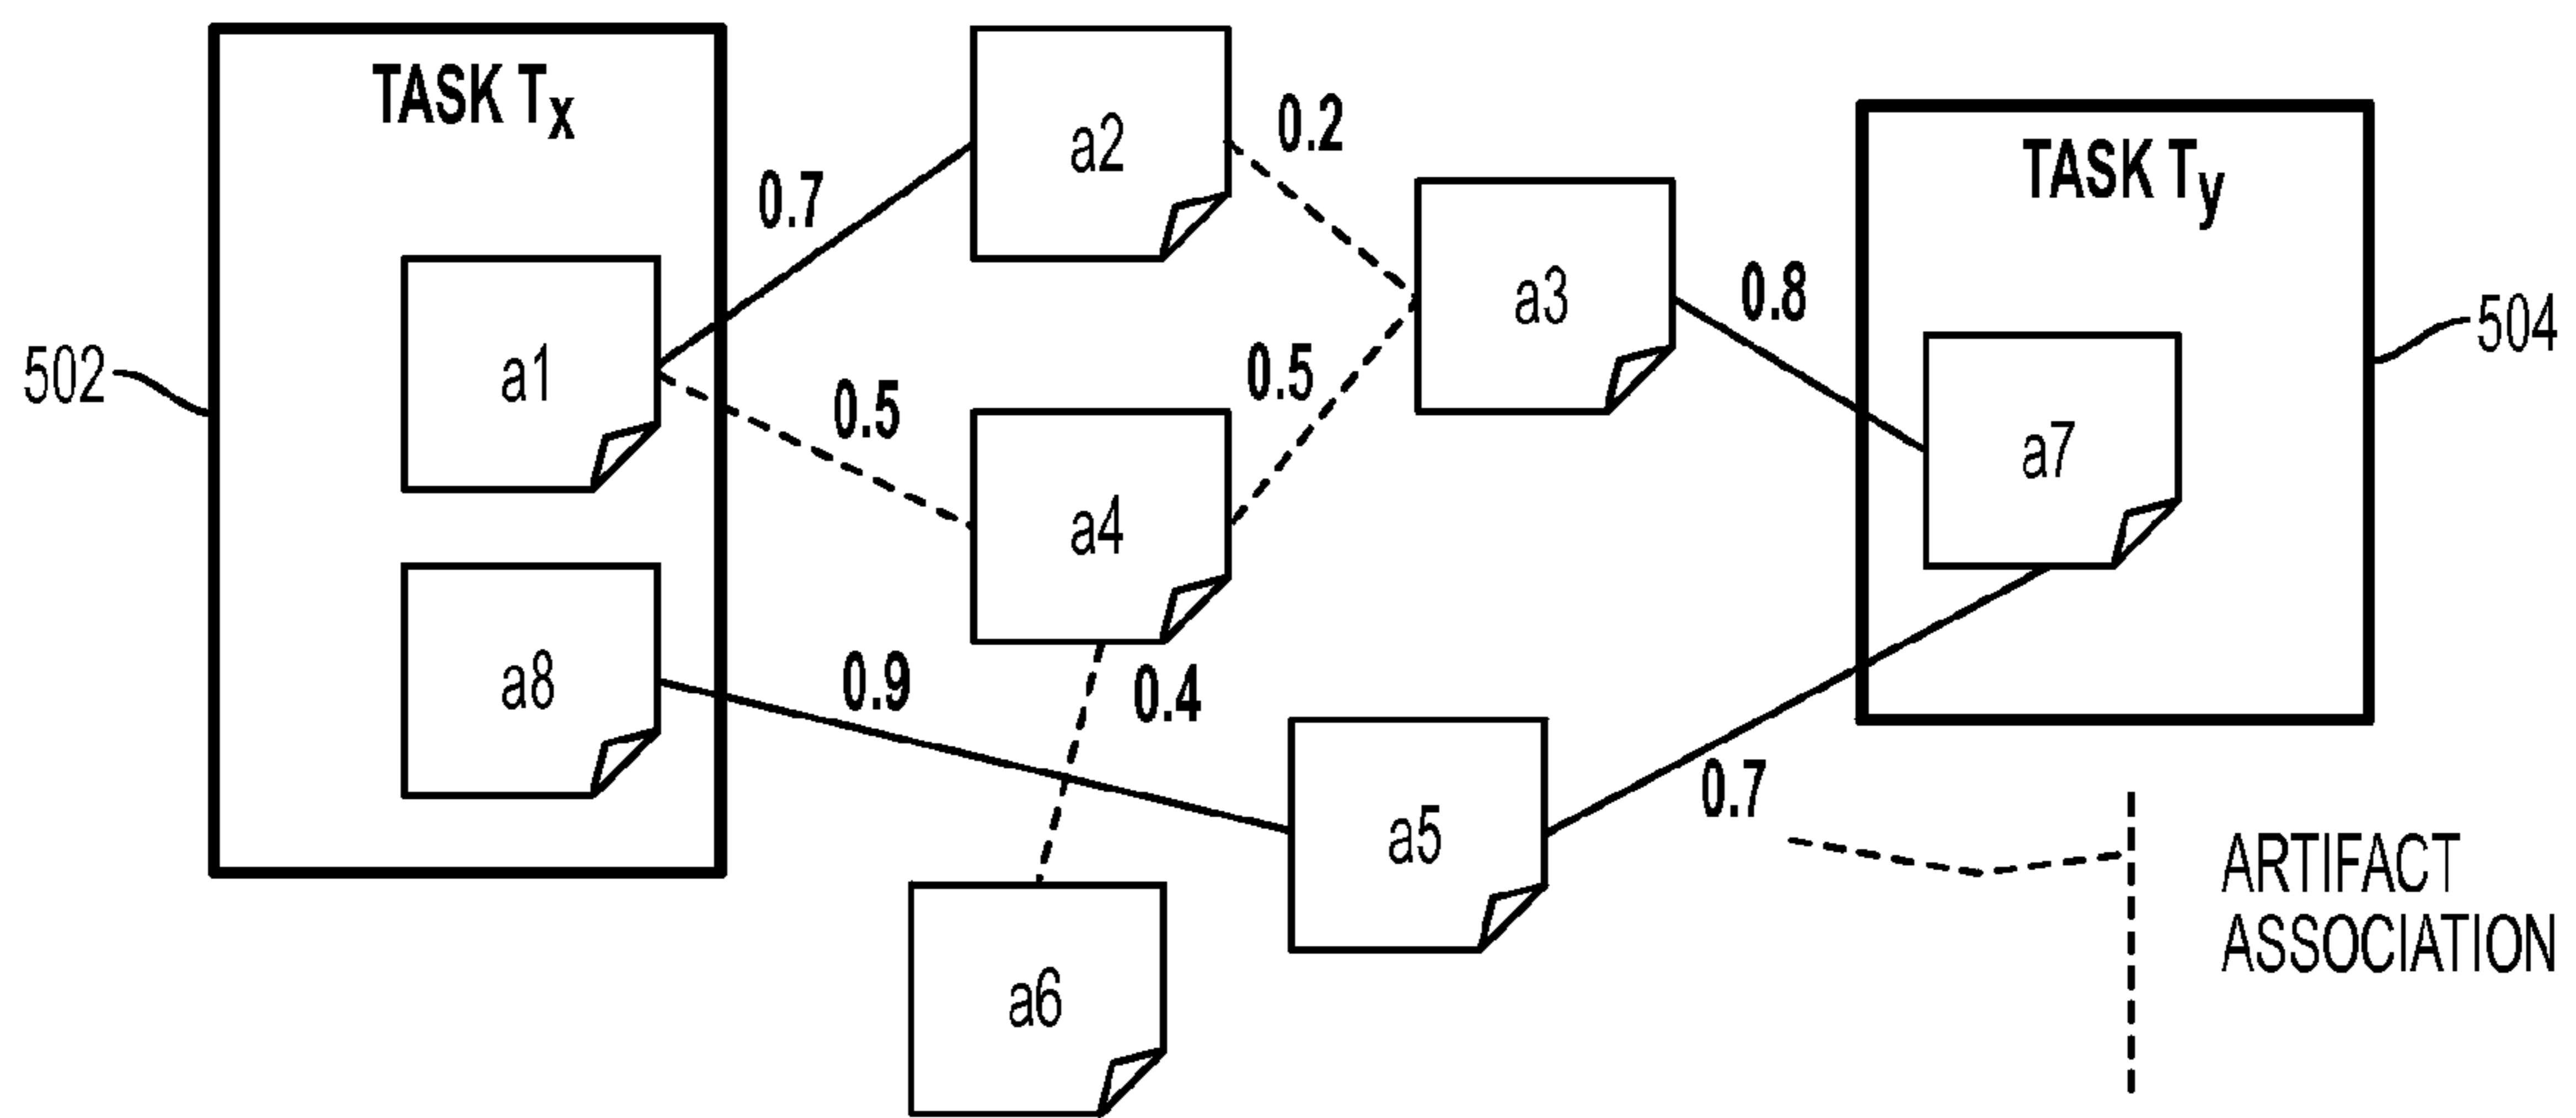 TASK Tx
a2
0.2
TASK Ty
0.7
a3
0.8
504
502
a1
0.5
0.5
a7
a4
a8
0.9
0.4
0.7
a5
ARTIFACT
ASSOCIATION
a6